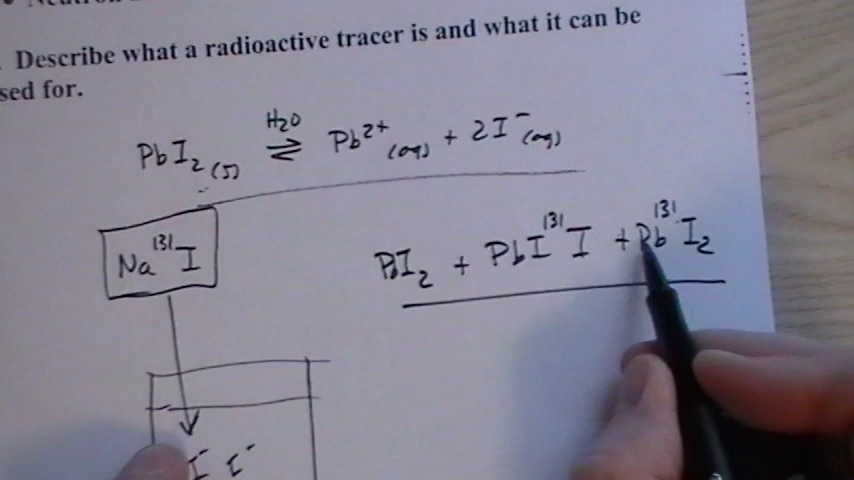 Describe what a radioactive tracer is and what it can be
sed for.
PbI₂(s) ⇌ Pb²⁺(aq) + 2I⁻(aq)
H₂O
Na¹³¹I
PbI₂ + PbI¹³¹I + Pb¹³¹I₂
I⁻ I⁻